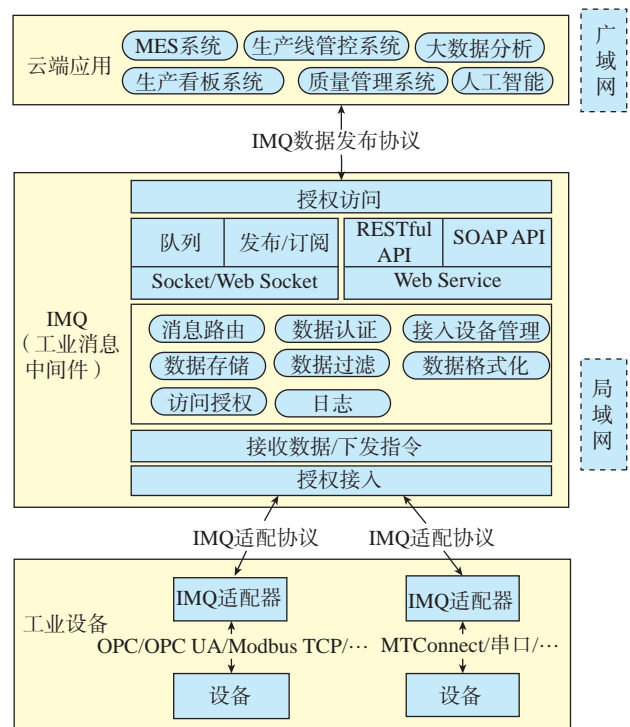 云端应用
MES系统
生产线管控系统
大数据分析
生产看板系统
质量管理系统
人工智能
广域网
IMQ数据发布协议
IMQ
（工业消息
中间件）
授权访问
队列
发布/订阅
RESTful
API
SOAP API
Socket/Web Socket
Web Service
消息路由
数据认证
接入设备管理
数据存储
数据过滤
数据格式化
访问授权
日志
接收数据/下发指令
授权接入
局域网
IMQ适配协议
IMQ适配协议
工业设备
IMQ适配器
IMQ适配器
OPC/OPC UA/Modbus TCP/…
MTConnect/串口/…
设备
设备